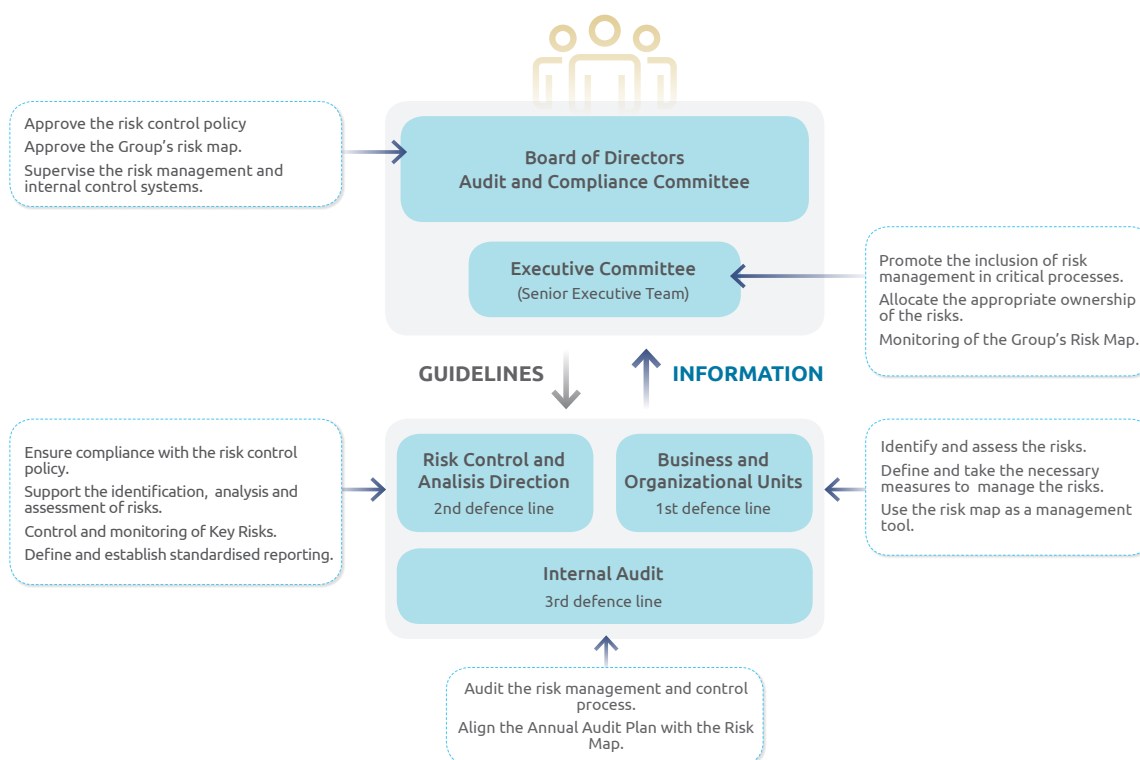 Approve the risk control policy
Approve the Group's risk map.
Supervise the risk management and
internal control systems.
Board of Directors
Audit and Compliance Committee
Executive Committee
(Senior Executive Team)
Promote the inclusion of risk
management in critical processes.
Allocate the appropriate ownership
of the risks.
Monitoring of the Group's Risk Map.
GUIDELINES
INFORMATION
Ensure compliance with the risk control
policy.
Support the identification, analysis and
assessment of risks.
Control and monitoring of Key Risks.
Define and establish standardised reporting.
Risk Control and
Analisis Direction
2nd defence line
Business and
Organizational Units
1st defence line
Identify and assess the risks.
Define and take the necessary
measures to manage the risks.
Use the risk map as a management
tool.
Internal Audit
3rd defence line
Audit the risk management and control
process.
Align the Annual Audit Plan with the Risk
Map.